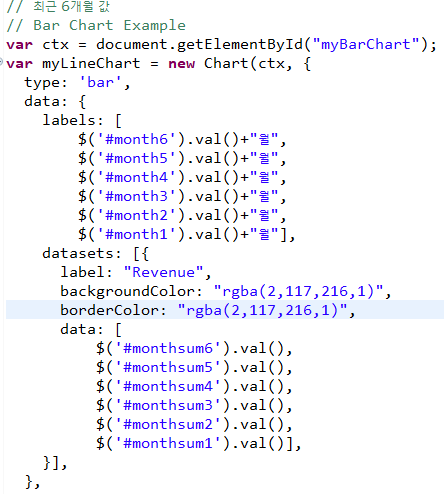 // 최근 6개월 값
// Bar Chart Example
var ctx = document.getElementById("myBarChart");
var myLineChart = new Chart(ctx, {
  type: 'bar',
  data: {
    labels: [
        $('#month6').val()+"월",
        $('#month5').val()+"월",
        $('#month4').val()+"월",
        $('#month3').val()+"월",
        $('#month2').val()+"월",
        $('#month1').val()+"월"],
    datasets: [{
      label: "Revenue",
      backgroundColor: "rgba(2,117,216,1)",
      borderColor: "rgba(2,117,216,1)",
      data: [
          $('#monthsum6').val(),
          $('#monthsum5').val(),
          $('#monthsum4').val(),
          $('#monthsum3').val(),
          $('#monthsum2').val(),
          $('#monthsum1').val()],
    }],
  },